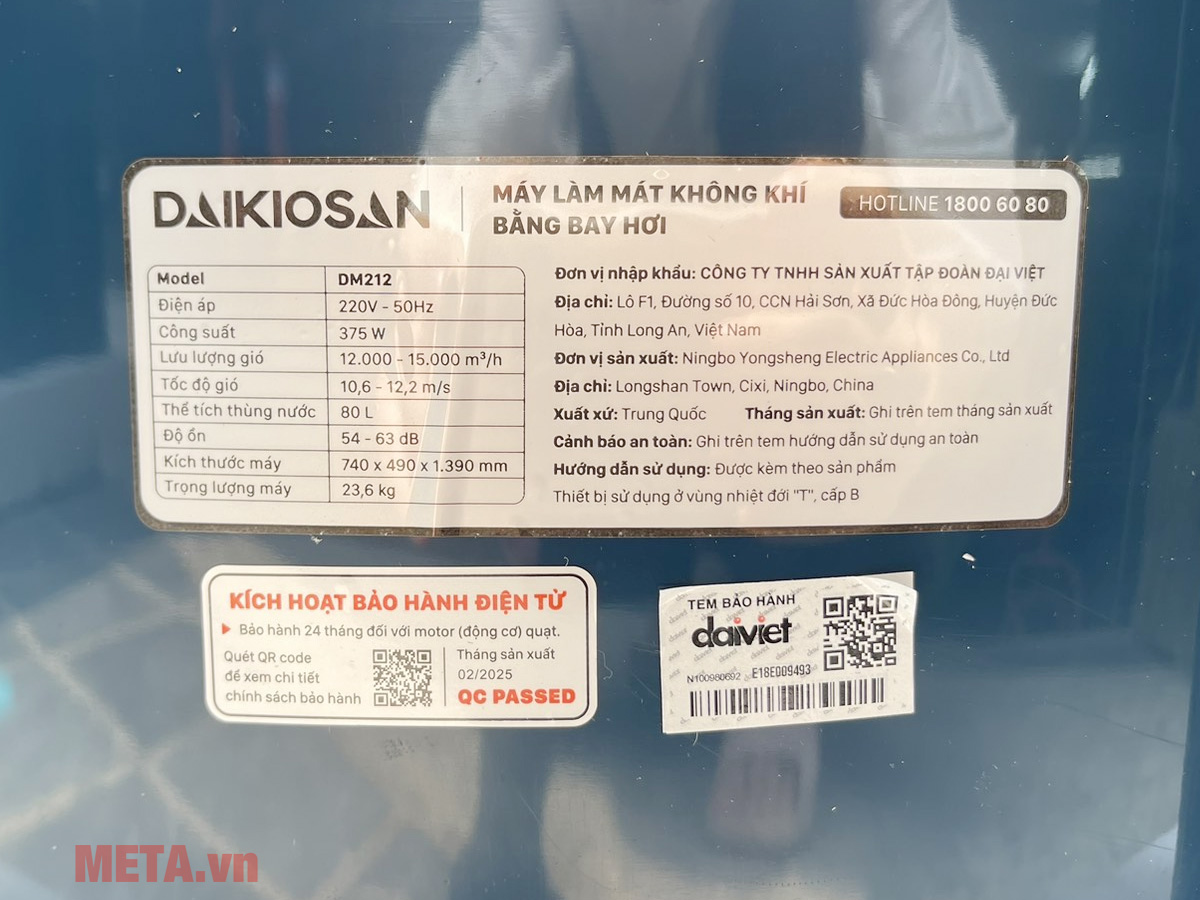 DAIKIOSAN
MÁY LÀM MÁT KHÔNG KHÍ
BẰNG BAY HƠI
HOTLINE 1800 60 80
Model DM212
Điện áp 220V - 50Hz
Công suất 375 W
Lưu lượng gió 12.000 - 15.000 m³/h
Tốc độ gió 10,6 - 12,2 m/s
Thể tích thùng nước 80 L
Độ ồn 54 - 63 dB
Kích thước máy 740 x 490 x 1.390 mm
Trọng lượng máy 23,6 kg
Đơn vị nhập khẩu: CÔNG TY TNHH SẢN XUẤT TẬP ĐOÀN ĐẠI VIỆT
Địa chỉ: Lô F1, Đường số 10, CCN Hải Sơn, Xã Đức Hòa Đông, Huyện Đức
Hòa, Tỉnh Long An, Việt Nam
Đơn vị sản xuất: Ningbo Yongsheng Electric Appliances Co., Ltd
Địa chỉ: Longshan Town, Cixi, Ningbo, China
Xuất xứ: Trung Quốc Tháng sản xuất: Ghi trên tem tháng sản xuất
Cảnh báo an toàn: Ghi trên tem hướng dẫn sử dụng an toàn
Hướng dẫn sử dụng: Được kèm theo sản phẩm
Thiết bị sử dụng ở vùng nhiệt đới "T", cấp B
KÍCH HOẠT BẢO HÀNH ĐIỆN TỬ
Bảo hành 24 tháng đối với motor (động cơ) quạt.
Quét QR code
để xem chi tiết
chính sách bảo hành
Tháng sản xuất
02/2025
QC PASSED
TEM BẢO HÀNH
daiviet
N100980692 E18E009493
META.vn